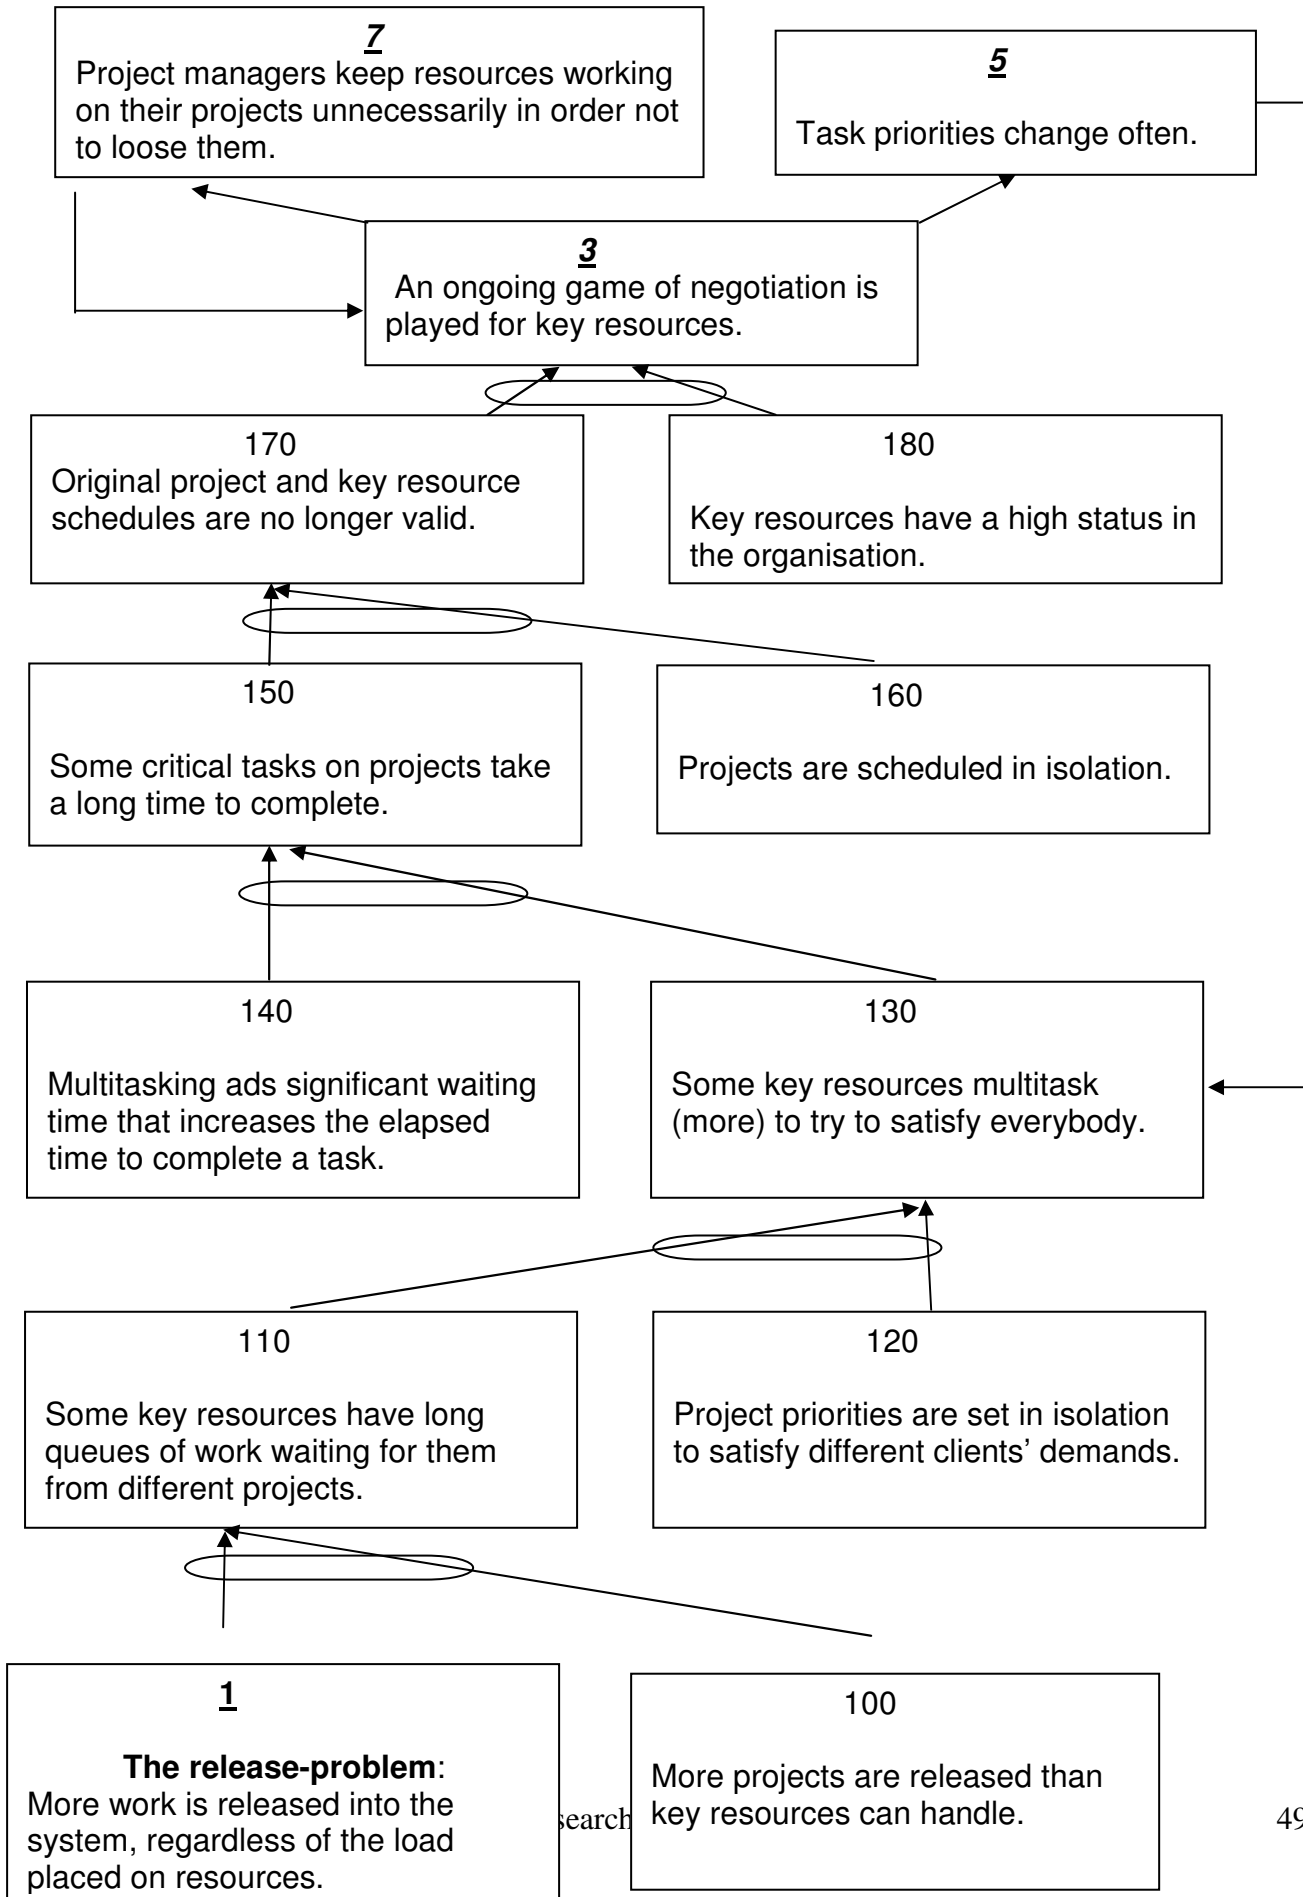 7
Project managers keep resources working
on their projects unnecessarily in order not
to loose them.
5
Task priorities change often.
3
An ongoing game of negotiation is
played for key resources.
170
Original project and key resource
schedules are no longer valid.
180
Key resources have a high status in
the organisation.
150
Some critical tasks on projects take
a long time to complete.
160
Projects are scheduled in isolation.
140
Multitasking ads significant waiting
time that increases the elapsed
time to complete a task.
130
Some key resources multitask
(more) to try to satisfy everybody.
110
Some key resources have long
queues of work waiting for them
from different projects.
120
Project priorities are set in isolation
to satisfy different clients’ demands.
1
The release-problem:
More work is released into the
system, regardless of the load
placed on resources.
100
More projects are released than
key resources can handle.
search
49